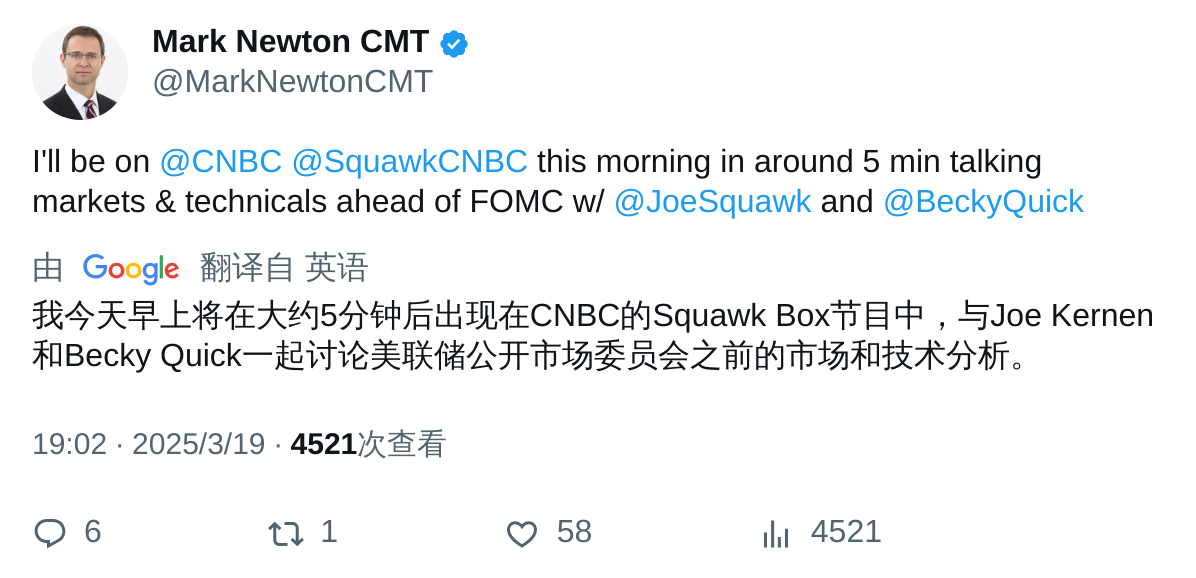 Mark Newton CMT
@MarkNewtonCMT
I'll be on @CNBC @SquawkCNBC this morning in around 5 min talking
markets & technicals ahead of FOMC w/ @JoeSquawk and @BeckyQuick
由 Google 翻译自 英语
我今天早上将在大约5分钟后出现在CNBC的Squawk Box节目中，与Joe Kernen
和Becky Quick一起讨论美联储公开市场委员会之前的市场和技术分析。
19:02 · 2025/3/19 · 4521次查看
6 1 58 4521